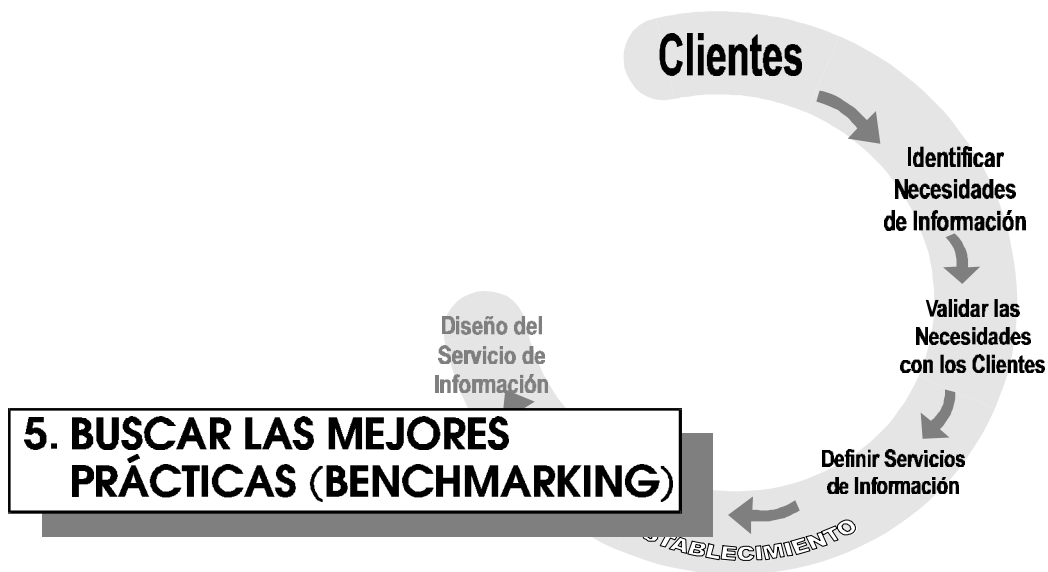 Clientes
Identificar
Necesidades
de Información
Validar las
Necesidades
con los Clientes
Definir Servicios
de Información
STABLECIMIENTO
5. BUSCAR LAS MEJORES
PRÁCTICAS (BENCHMARKING)
Diseño del
Servicio de
Información